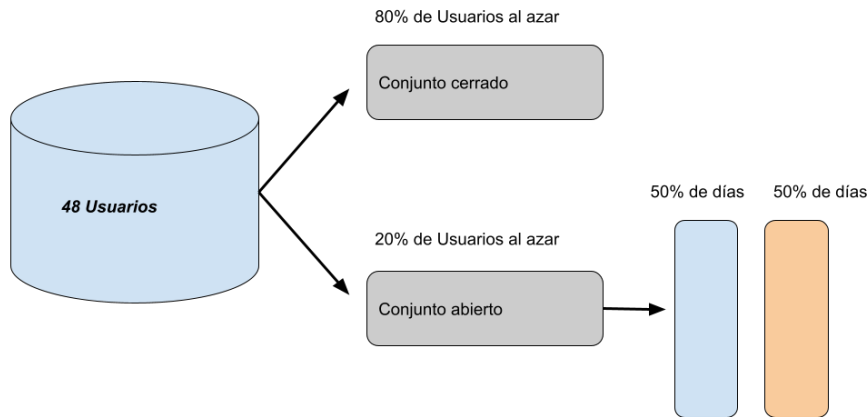 80% de Usuarios al azar
Conjunto cerrado
48 Usuarios
50% de días
50% de días
20% de Usuarios al azar
Conjunto abierto